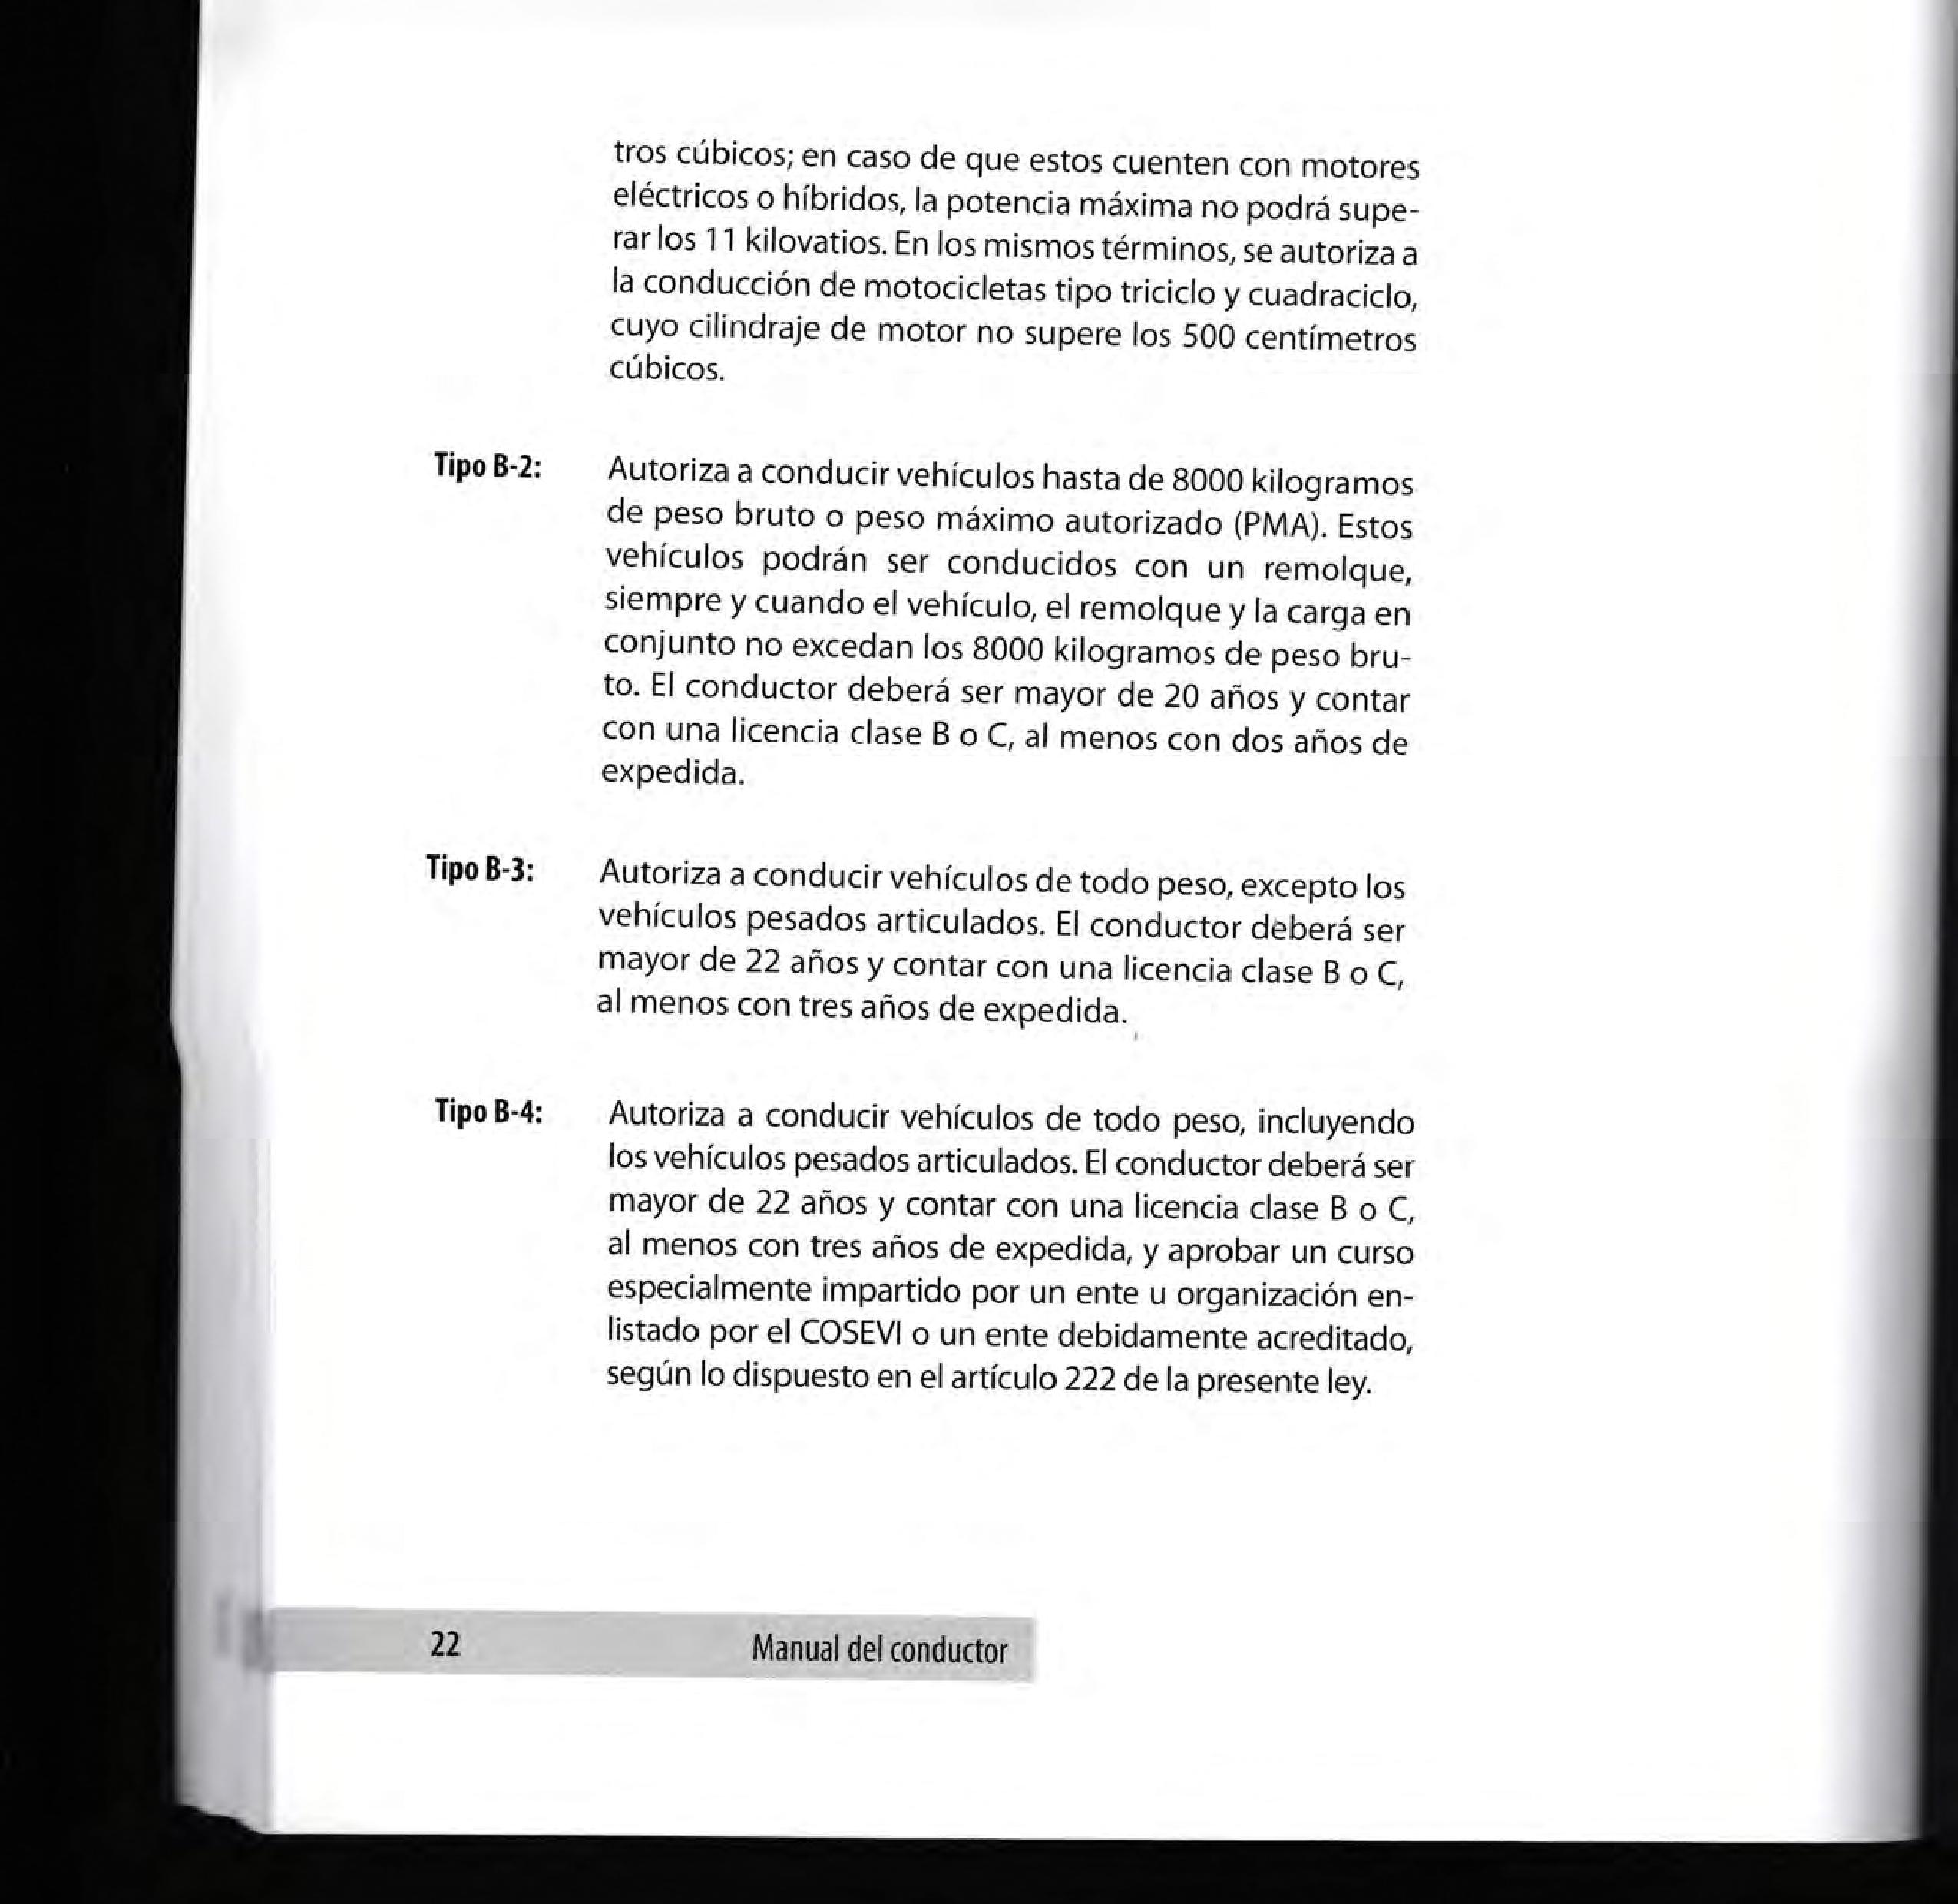 tros cúbicos; en caso de que estos cuenten con motores
eléctricos o híbridos, la potencia máxima no podrá supe-
rar los 11 kilovatios. En los mismos términos, se autoriza a
la conducción de motocicletas tipo triciclo y cuadraciclo,
cuyo cilindraje de motor no supere los 500 centímetros
cúbicos.
Tipo B-2: Autoriza a conducir vehículos hasta de 8000 kilogramos
de peso bruto o peso máximo autorizado (PMA). Estos
vehículos podrán ser conducidos con un remolque,
siempre y cuando el vehículo, el remolque y la carga en
conjunto no excedan los 8000 kilogramos de peso bru-
to. El conductor deberá ser mayor de 20 años y contar
con una licencia clase B o C, al menos con dos años de
expedida.
Tipo B-3: Autoriza a conducir vehículos de todo peso, excepto los
vehículos pesados articulados. El conductor deberá ser
mayor de 22 años y contar con una licencia clase B o C,
al menos con tres años de expedida.
Tipo B-4: Autoriza a conducir vehículos de todo peso, incluyendo
los vehículos pesados articulados. El conductor deberá ser
mayor de 22 años y contar con una licencia clase B o C,
al menos con tres años de expedida, y aprobar un curso
especialmente impartido por un ente u organización en-
listado por el COSEVI o un ente debidamente acreditado,
según lo dispuesto en el artículo 222 de la presente ley.
22 Manual del conductor